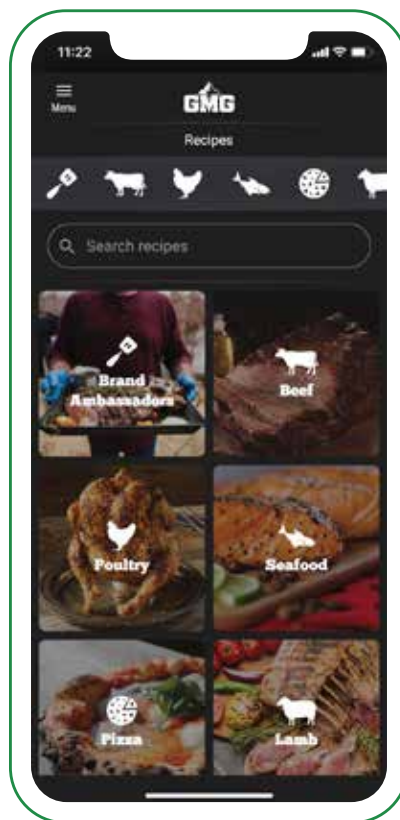 11:22
Menu
GMG
Recipes
Search recipes
Brand
Ambassadors
Beef
Poultry
Seafood
Pizza
Lamb